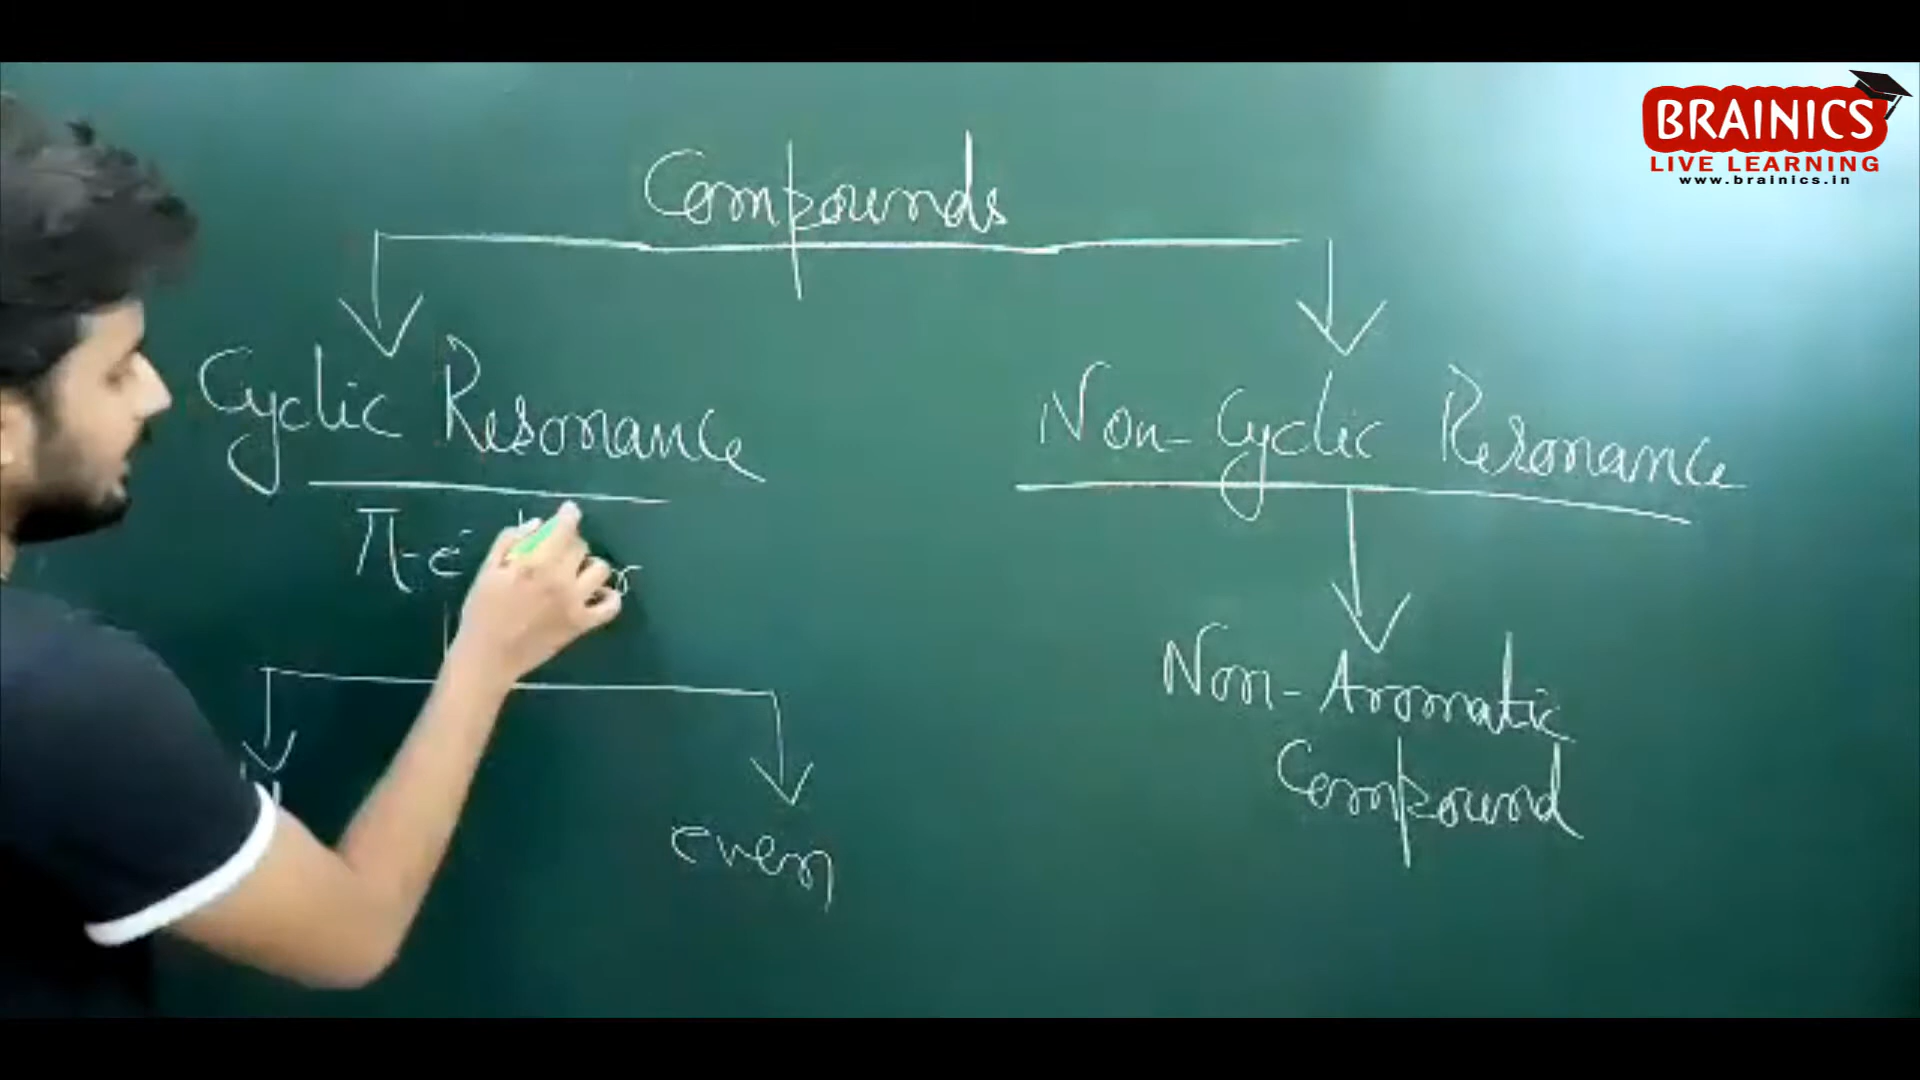 BRAINICS
LIVE LEARNING
www.brainics.in
Compounds
Cyclic Resonance
Non-Cyclic Resonance
π-e⁻
Non-Aromatic
Compound
even